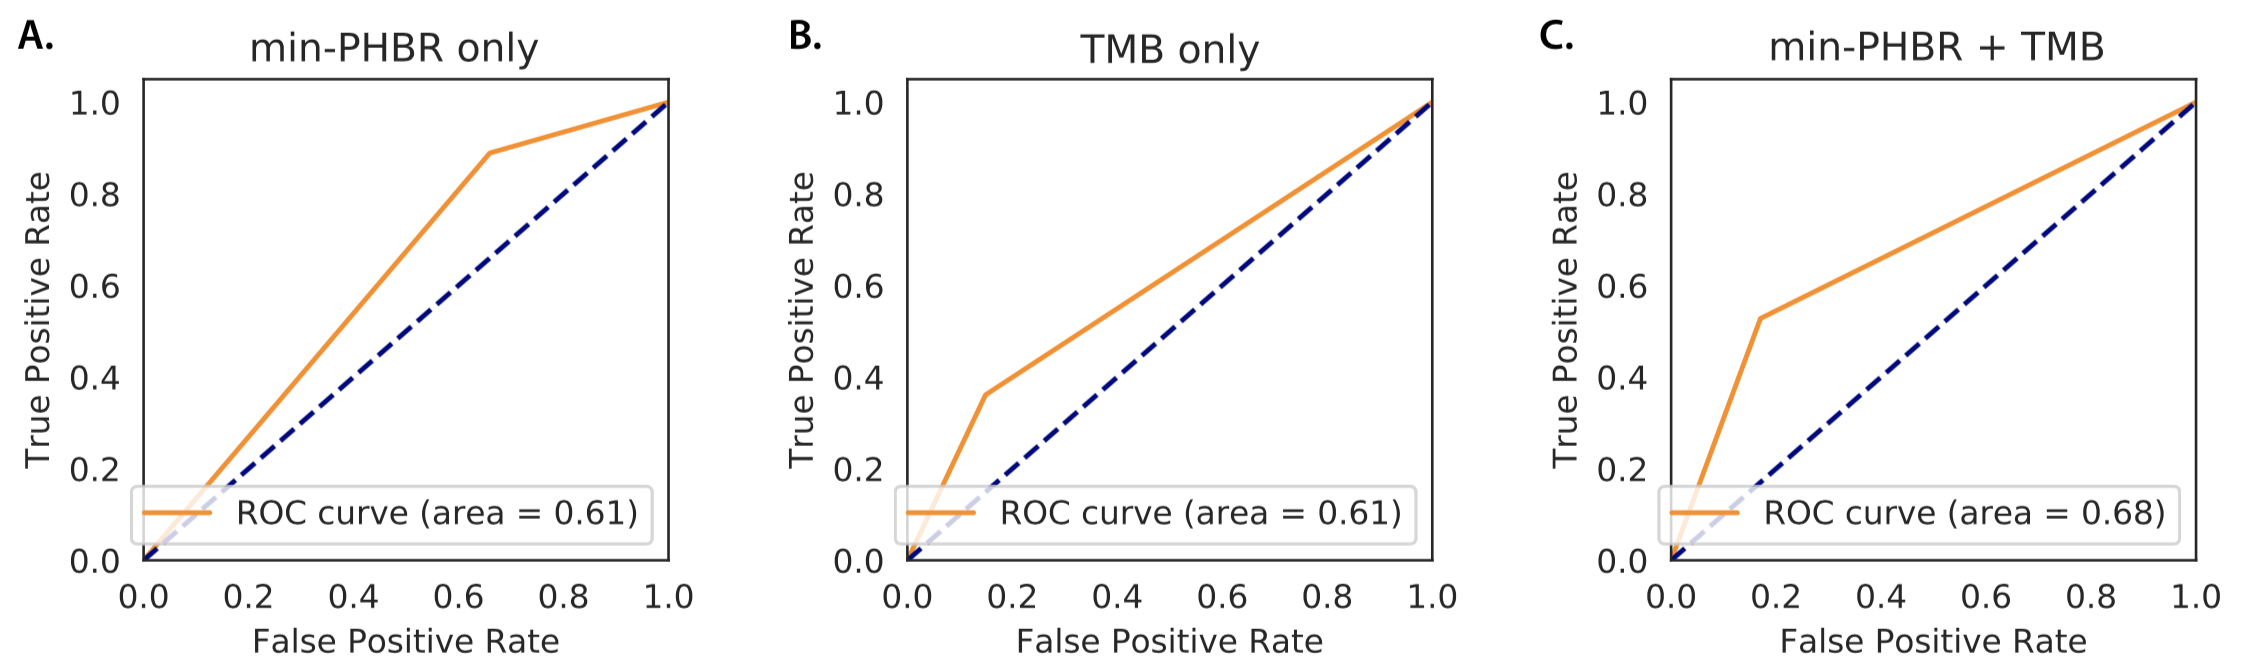 A.
min-PHBR only
True Positive Rate
1.0
0.8
0.6
0.4
0.2
0.0
ROC curve (area = 0.61)
0.0 0.2 0.4 0.6 0.8 1.0
False Positive Rate
B.
TMB only
True Positive Rate
1.0
0.8
0.6
0.4
0.2
0.0
ROC curve (area = 0.61)
0.0 0.2 0.4 0.6 0.8 1.0
False Positive Rate
C.
min-PHBR + TMB
True Positive Rate
1.0
0.8
0.6
0.4
0.2
0.0
ROC curve (area = 0.68)
0.0 0.2 0.4 0.6 0.8 1.0
False Positive Rate